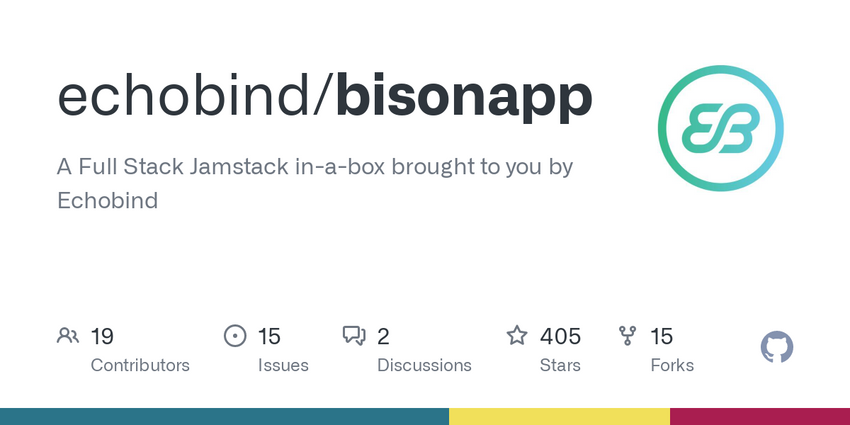 echobind/bisonapp
A Full Stack Jamstack in-a-box brought to you by
Echobind
19 15 2 405 15
Contributors Issues Discussions Stars Forks